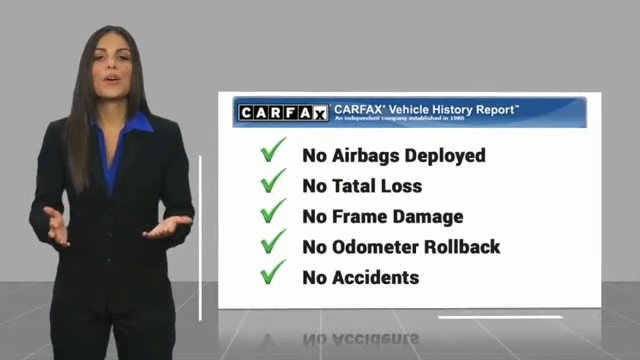 CARFAX CARFAX® Vehicle History Report™
An independent company established in 1986
No Airbags Deployed
No Tatal Loss
No Frame Damage
No Odometer Rollback
No Accidents